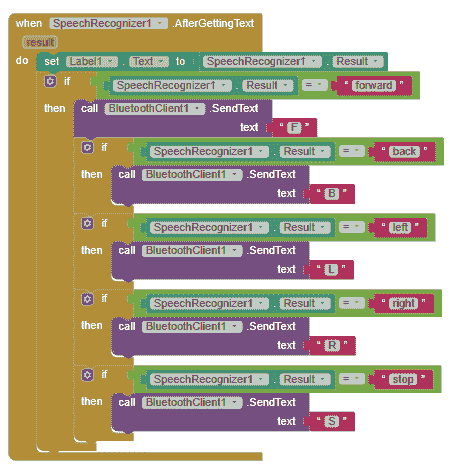 when SpeechRecognizer1 .AfterGettingText
result
do set Label1 . Text to SpeechRecognizer1 . Result
if SpeechRecognizer1 . Result = " forward "
then call BluetoothClient1 .SendText
text " F "
if SpeechRecognizer1 . Result = " back "
then call BluetoothClient1 .SendText
text " B "
if SpeechRecognizer1 . Result = " left "
then call BluetoothClient1 .SendText
text " L "
if SpeechRecognizer1 . Result = " right "
then call BluetoothClient1 .SendText
text " R "
if SpeechRecognizer1 . Result = " stop "
then call BluetoothClient1 .SendText
text " S "